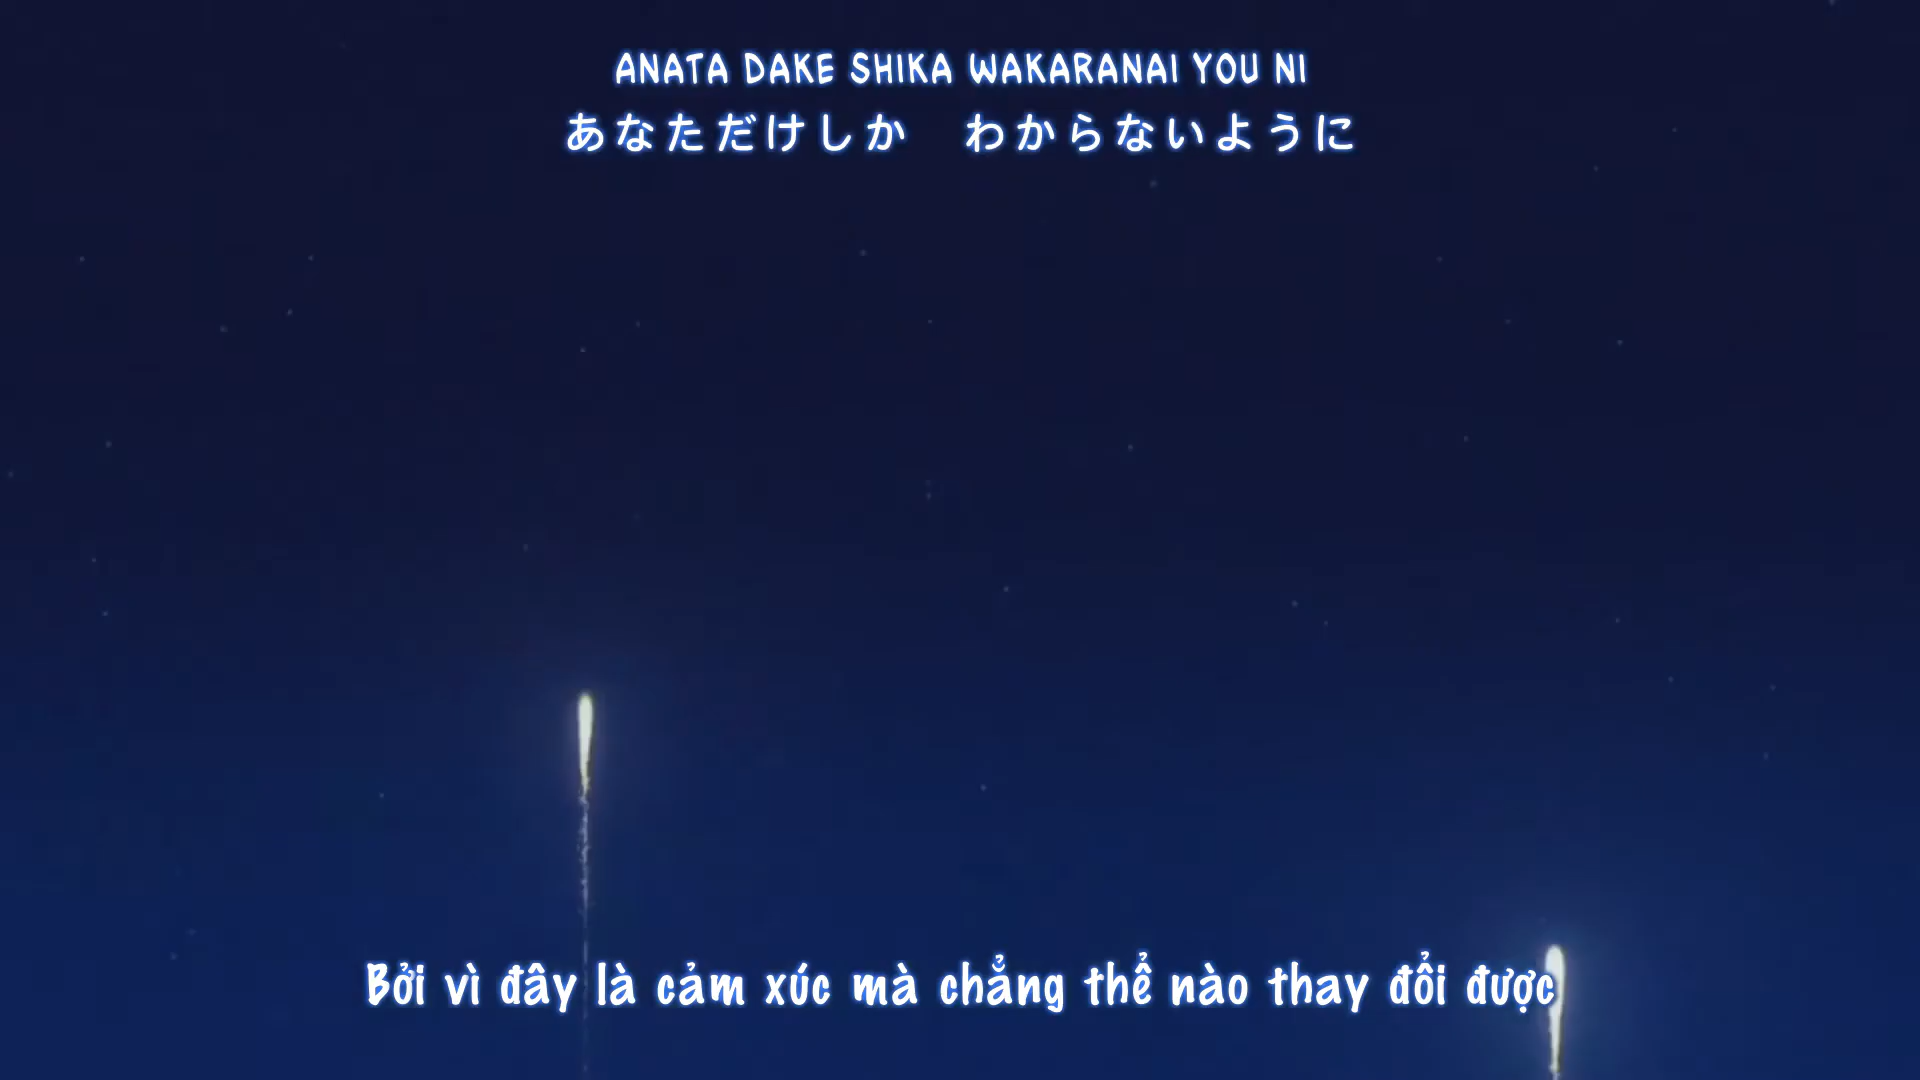 ANATA DAKE SHIKA WAKARANAI YOU NI
あなただけしか　わからないように
Bởi vì đây là cảm xúc mà chẳng thể nào thay đổi được